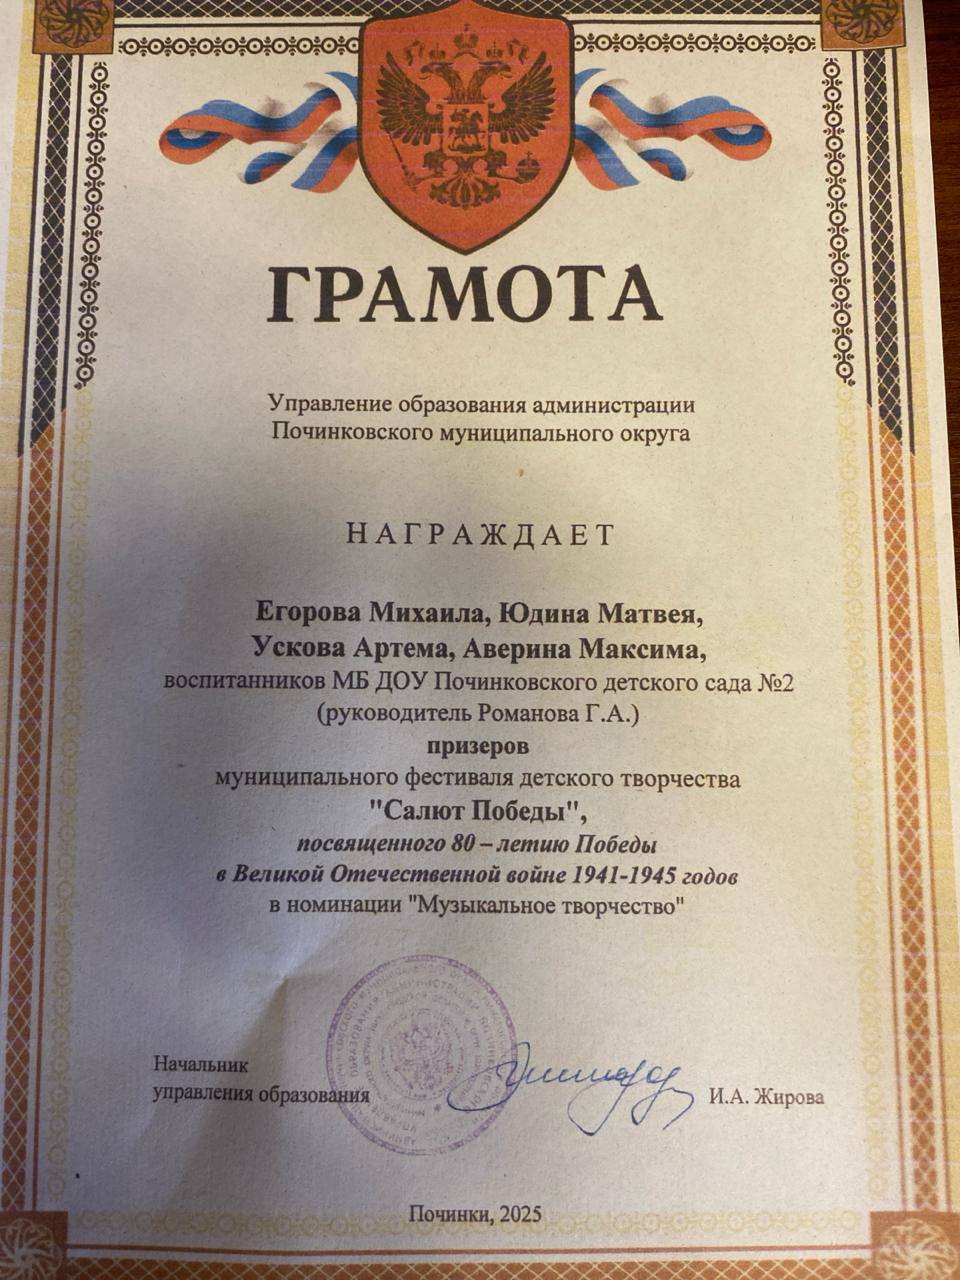 ГРАМОТА
Управление образования администрации
Починковского муниципального округа
НАГРАЖДАЕТ
Егорова Михаила, Юдина Матвея,
Ускова Артема, Аверина Максима,
воспитанников МБ ДОУ Починковского детского сада №2
(руководитель Романова Г.А.)
призеров
муниципального фестиваля детского творчества
"Салют Победы",
посвященного 80 – летию Победы
в Великой Отечественной войне 1941-1945 годов
в номинации "Музыкальное творчество"
Начальник
управления образования
И.А. Жирова
Починки, 2025